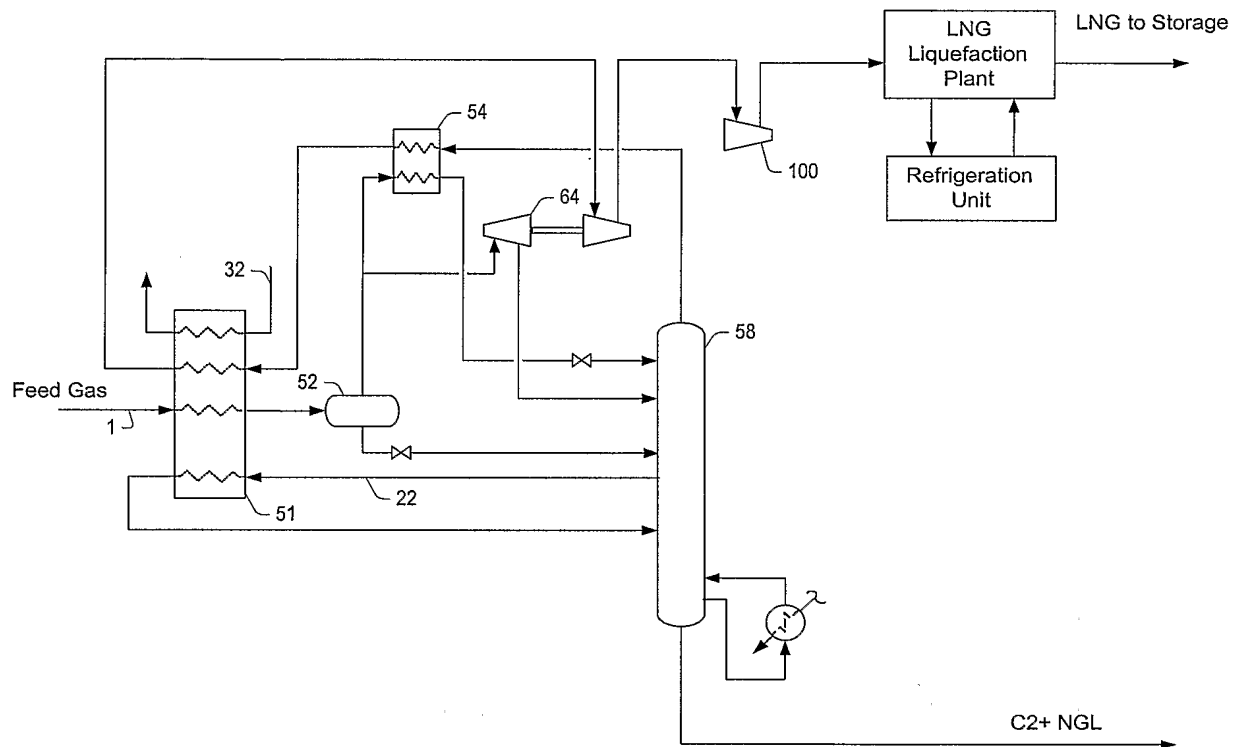 LNG
Liquefaction
Plant
LNG to Storage
54
100
Refrigeration
Unit
64
32
58
52
Feed Gas
1
22
51
C2+ NGL